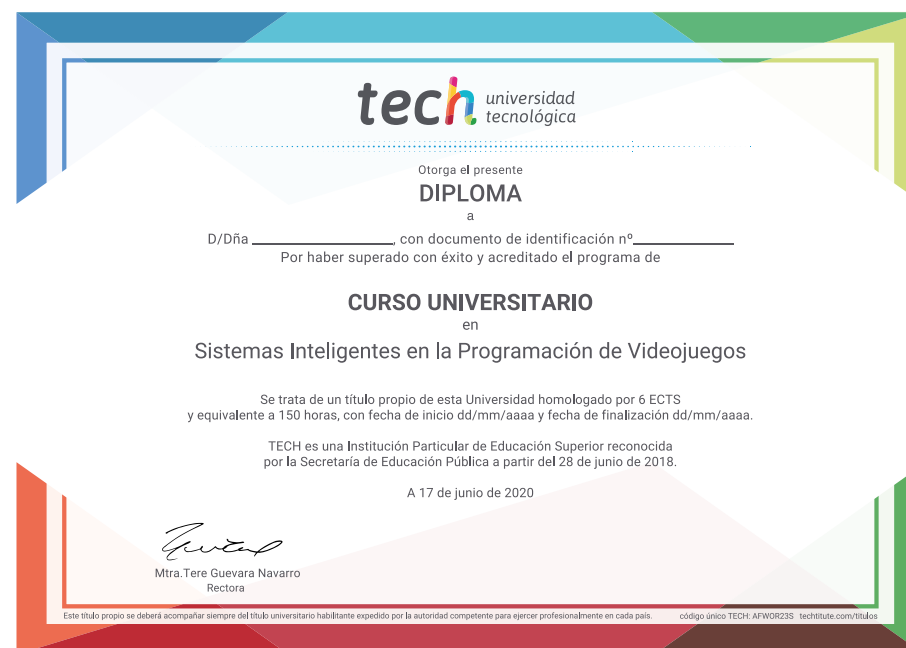 tech universidad
tecnológica
Otorga el presente
DIPLOMA
a
D/Dña ____________________, con documento de identificación nº______________
Por haber superado con éxito y acreditado el programa de
CURSO UNIVERSITARIO
en
Sistemas Inteligentes en la Programación de Videojuegos
Se trata de un título propio de esta Universidad homologado por 6 ECTS
y equivalente a 150 horas, con fecha de inicio dd/mm/aaaa y fecha de finalización dd/mm/aaaa.
TECH es una Institución Particular de Educación Superior reconocida
por la Secretaría de Educación Pública a partir del 28 de junio de 2018.
A 17 de junio de 2020
Mtra.Tere Guevara Navarro
Rectora
Este título propio se deberá acompañar siempre del título universitario habilitante expedido por la autoridad competente para ejercer profesionalmente en cada país. código único TECH: AFWOR23S techtitute.com/titulos